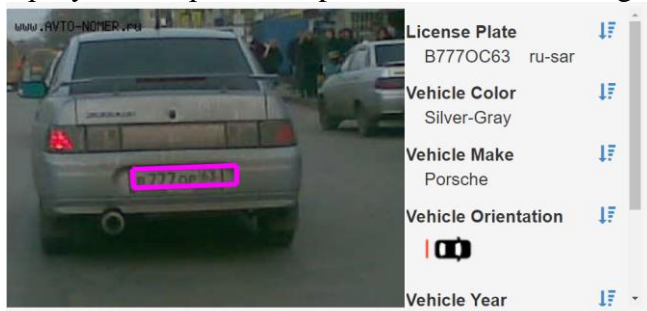 www.AVTO-NOMER.ru
License Plate
B777OC63 ru-sar
Vehicle Color
Silver-Gray
Vehicle Make
Porsche
Vehicle Orientation
Vehicle Year